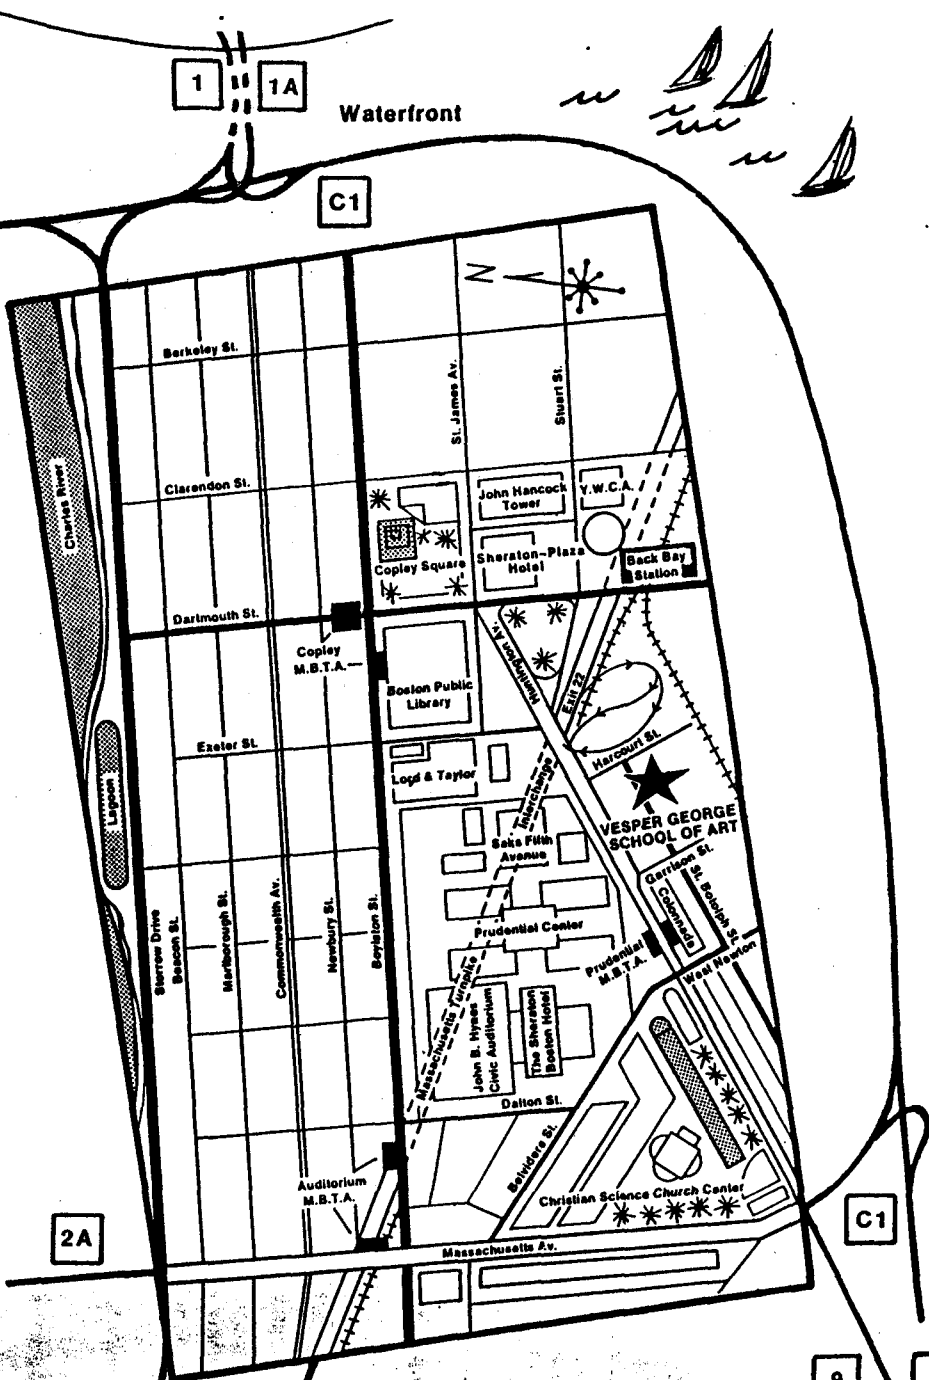 1
1A
Waterfront
C1
N
Berkeley St.
St. James Av.
Stuart St.
Charles River
Clarendon St.
John Hancock
Tower
Y.W.C.A.
Copley Square
Sheraton-Plaza
Hotel
Back Bay
Station
Dartmouth St.
Copley
M.B.T.A.
Huntington Av.
Exit 22
Boston Public
Library
Exeter St.
Harcourt St.
Lord & Taylor
Lagoon
Interchange
VESPER GEORGE
SCHOOL OF ART
Saks Fifth
Avenue
Garrison St.
St. Botolph St.
Colonnade
Storrow Drive
Beacon St.
Marlborough St.
Commonwealth Av.
Newbury St.
Boylston St.
Prudential Center
Prudential
M.B.T.A.
West Newton
Massachusetts Turnpike
John B. Hynes
Civic Auditorium
The Sheraton
Boston Hotel
Dalton St.
Belvidere St.
Auditorium
M.B.T.A.
Christian Science Church Center
2A
C1
Massachusetts Av.
9